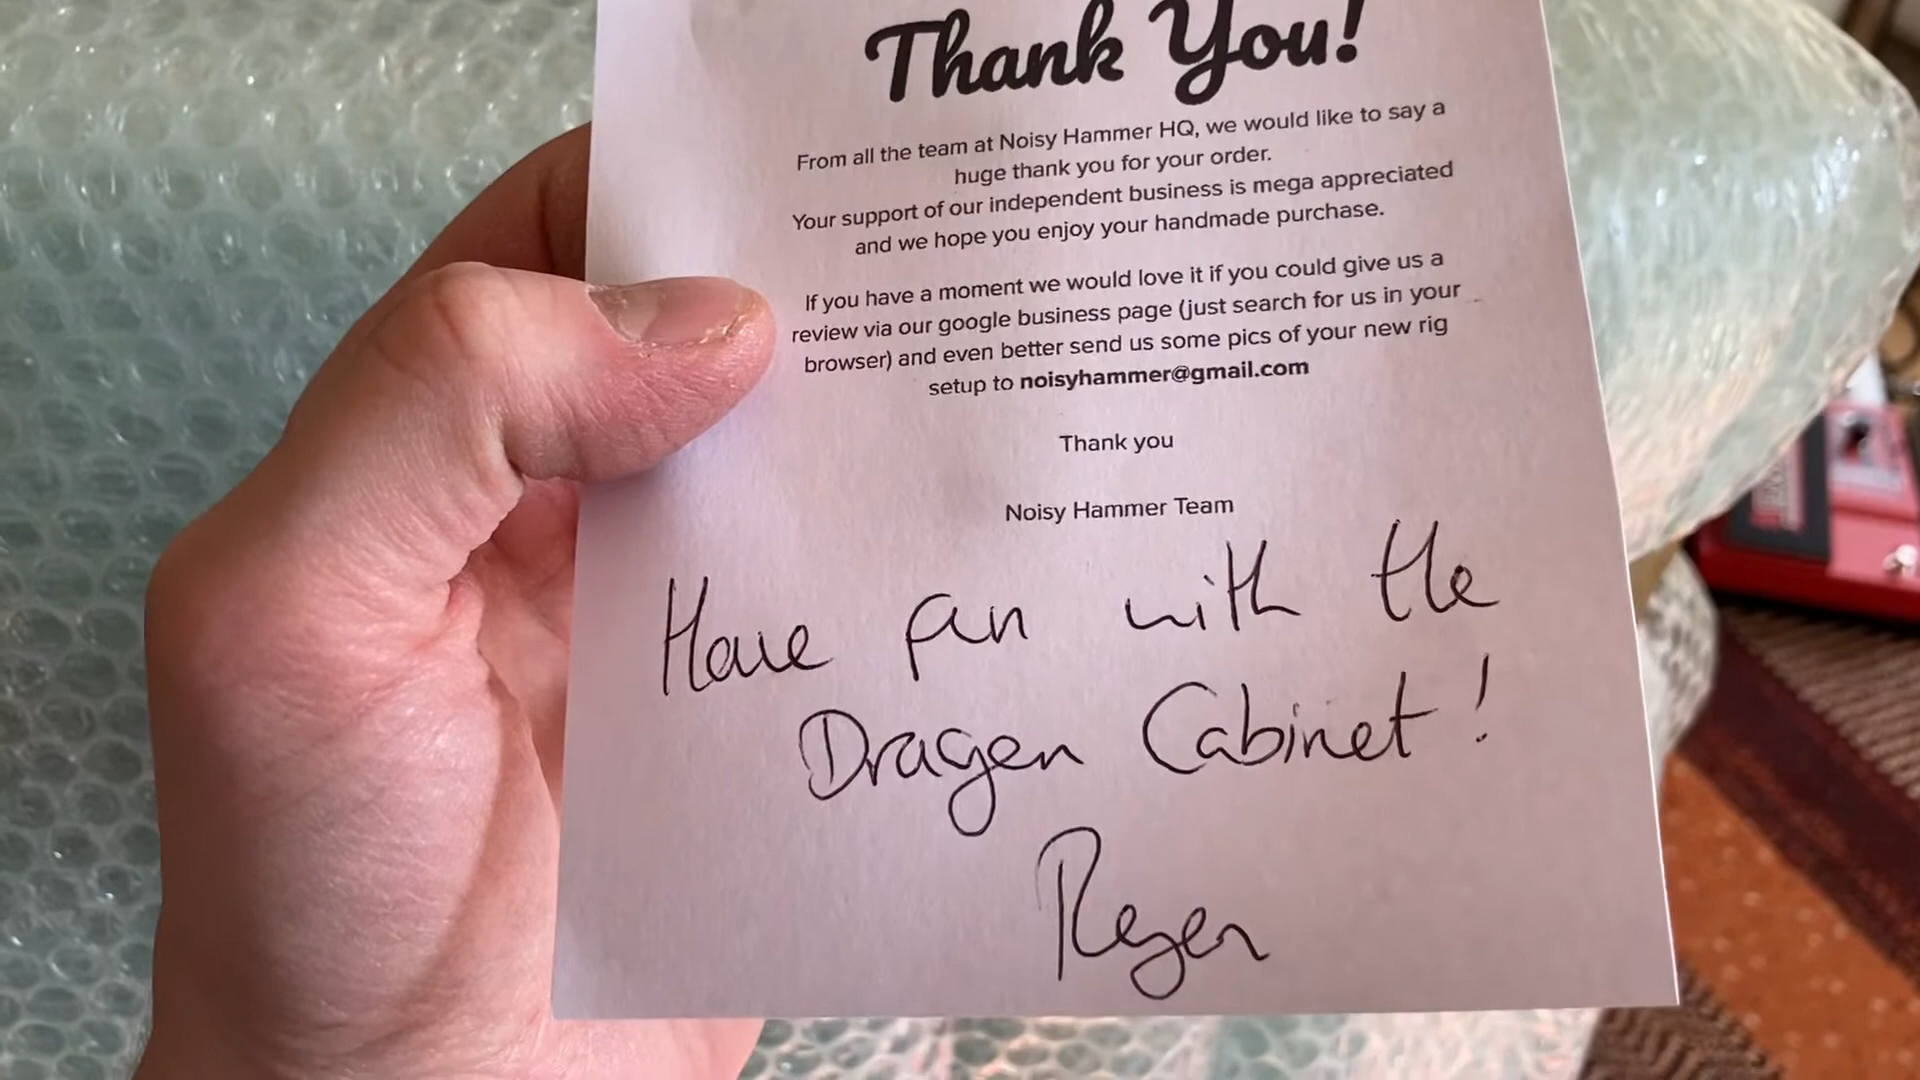 Thank You!
From all the team at Noisy Hammer HQ, we would like to say a
huge thank you for your order.
Your support of our independent business is mega appreciated
and we hope you enjoy your handmade purchase.
If you have a moment we would love it if you could give us a
review via our google business page (just search for us in your
browser) and even better send us some pics of your new rig
setup to noisyhammer@gmail.com
Thank you
Noisy Hammer Team
Have fun with the
Dragen Cabinet!